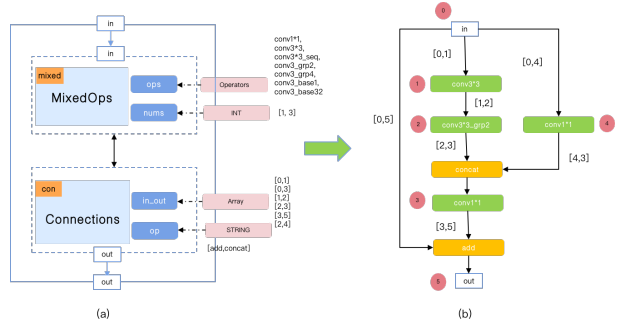 in
in
mixed
MixedOps
ops
nums
Operators
INT
conv1*1,
conv3*3,
conv3*3_seq,
conv3_grp2,
conv3_grp4,
conv3_base1,
conv3_base32
[1, 3]
con
Connections
in_out
op
Array
STRING
[0,1]
[0,3]
[1,2]
[2,3]
[3,5]
[2,4]
[add,concat]
out
out
(a)
0
in
[0,1]
[0,4]
1
conv3*3
[0,5]
[1,2]
2
conv3*3_grp2
conv1*1
4
[2,3]
[4,3]
concat
3
conv1*1
[3,5]
add
5
out
(b)